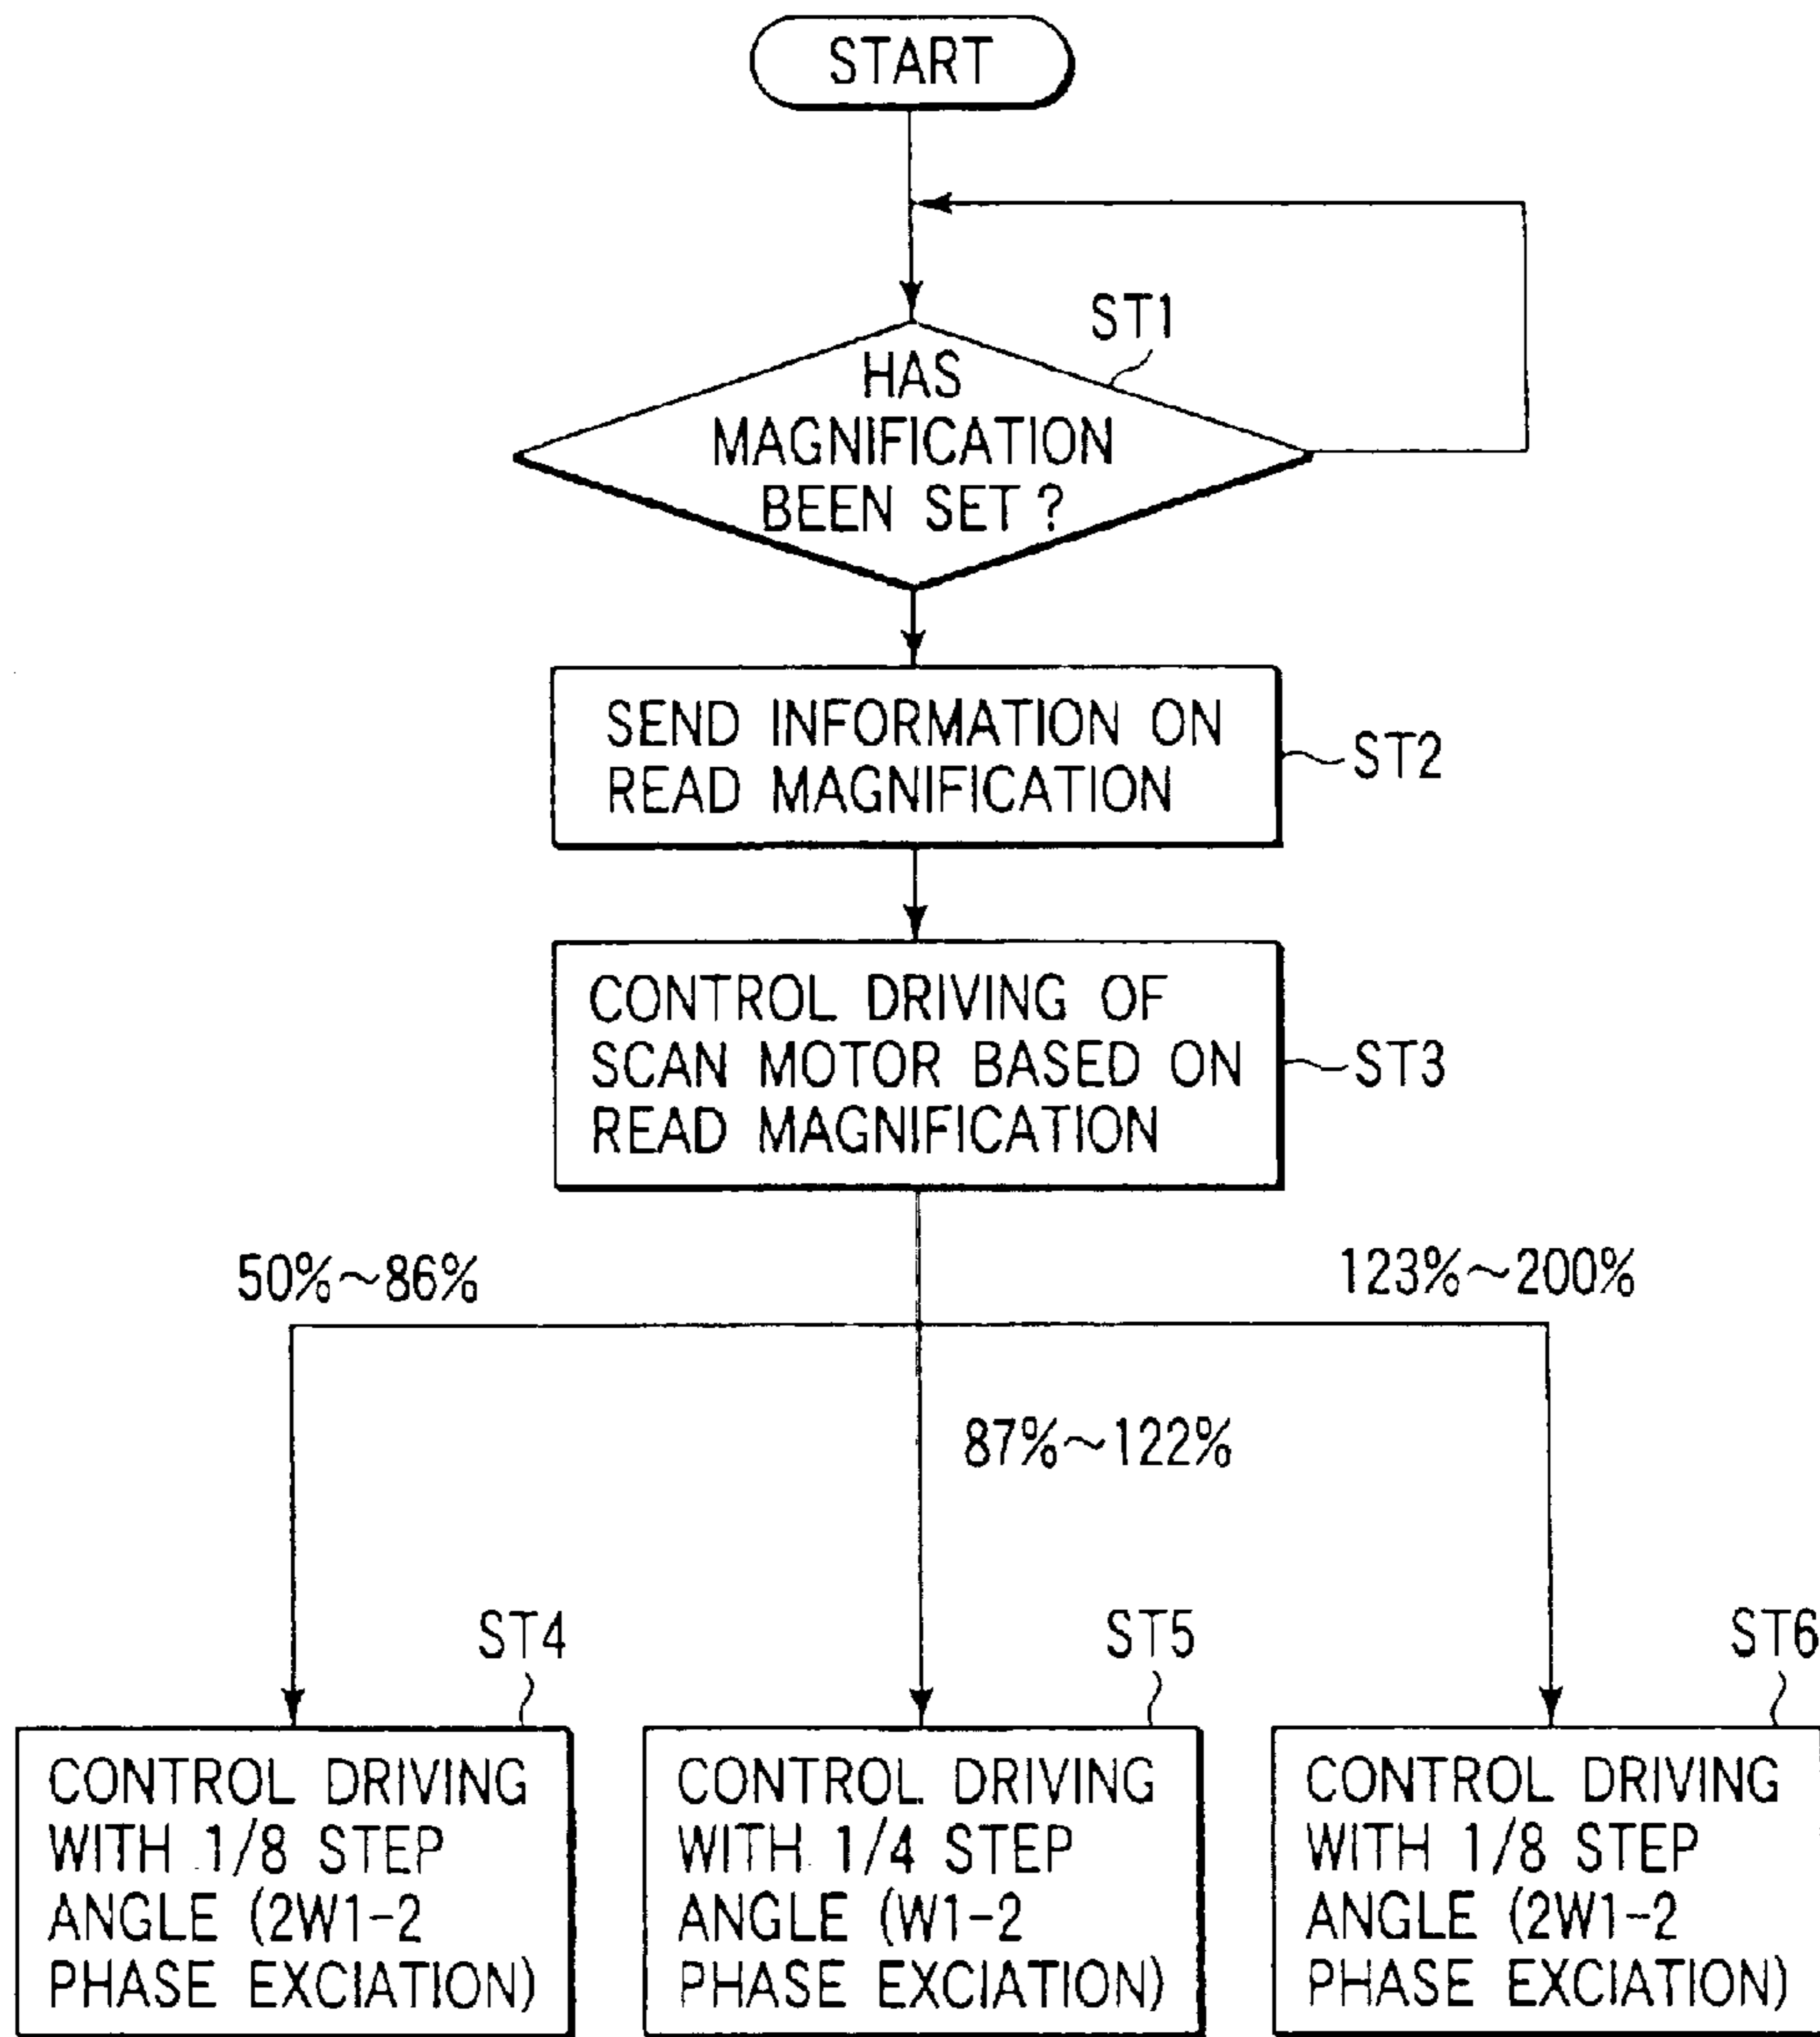 START
ST1
HAS
MAGNIFICATION
BEEN SET ?
SEND INFORMATION ON
READ MAGNIFICATION
ST2
CONTROL DRIVING OF
SCAN MOTOR BASED ON
READ MAGNIFICATION
ST3
50%~86%
123%~200%
87%~122%
ST4
ST5
ST6
CONTROL DRIVING
WITH 1/8 STEP
ANGLE (2W1-2
PHASE EXCIATION)
CONTROL DRIVING
WITH 1/4 STEP
ANGLE (W1-2
PHASE EXCIATION)
CONTROL DRIVING
WITH 1/8 STEP
ANGLE (2W1-2
PHASE EXCIATION)